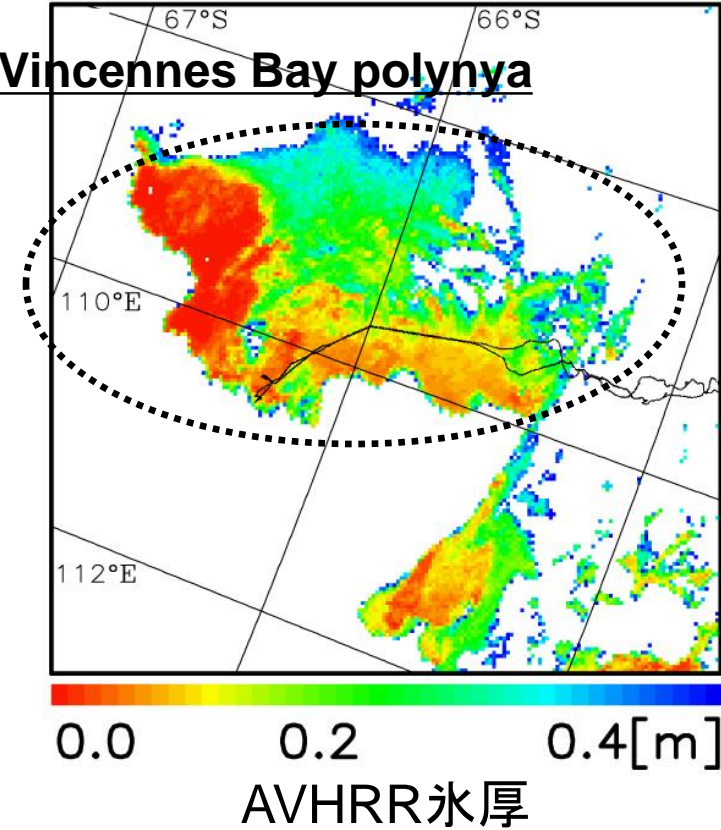 67°S 66°S
Vincennes Bay polynya
110°E
112°E
0.0 0.2 0.4[m]
AVHRR氷厚